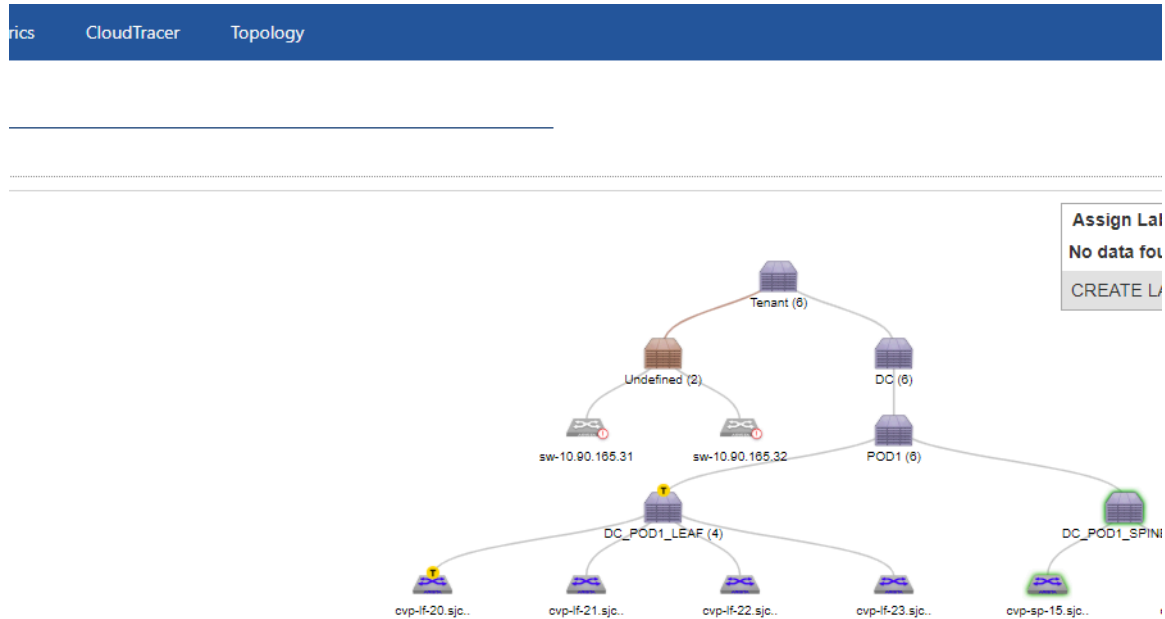 rics CloudTracer Topology
Assign Lal
No data fou
CREATE LA
Tenant (6)
Undefined (2) DC (6)
sw-10.90.165.31 sw-10.90.165.32 POD1 (6)
T
DC_POD1_LEAF (4) DC_POD1_SPINE
T
cvp-lf-20.sjc.. cvp-lf-21.sjc.. cvp-lf-22.sjc.. cvp-lf-23.sjc.. cvp-sp-15.sjc..